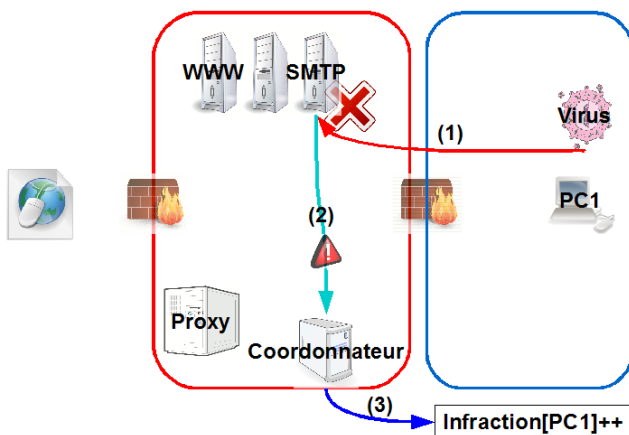 WWW
SMTP
Virus
(1)
PC1
(2)
Proxy
Coordonnateur
(3)
Infraction[PC1]++